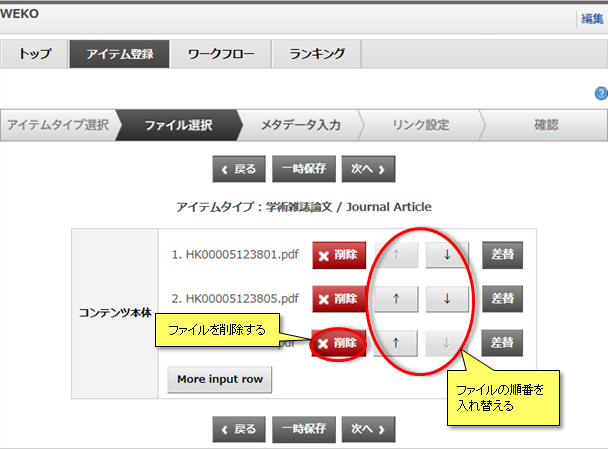 WEKO
編集
トップ アイテム登録 ワークフロー ランキング
?
アイテムタイプ選択 ファイル選択 メタデータ入力 リンク設定 確認
戻る 一時保存 次へ
アイテムタイプ : 学術雑誌論文 / Journal Article
コンテンツ本体
1. HK00005123801.pdf × 削除 ↑ ↓ 差替
2. HK00005123805.pdf × 削除 ↑ ↓ 差替
ファイルを削除する
.pdf × 削除 ↑ ↓ 差替
More input row
ファイルの順番を
入れ替える
戻る 一時保存 次へ